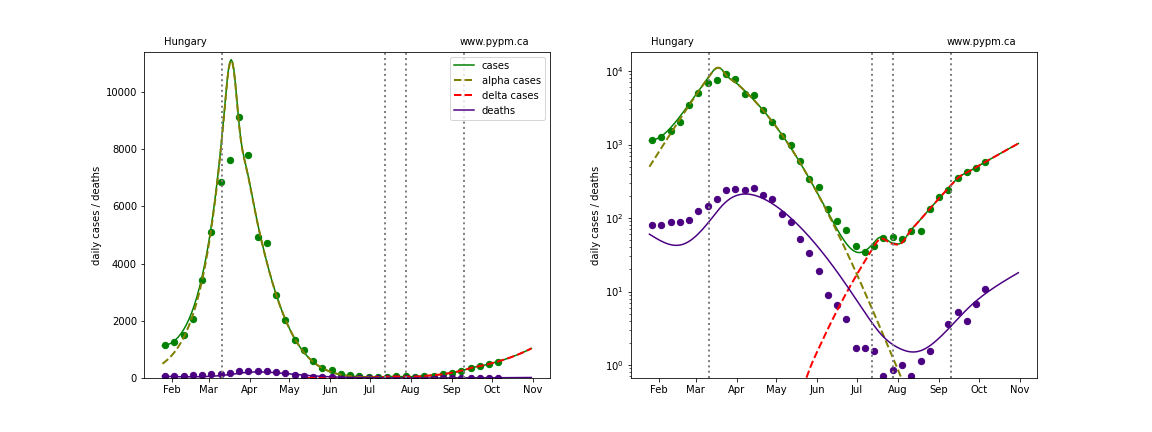 Hungary www.pypm.ca
cases
alpha cases
delta cases
deaths
10000
8000
6000
4000
2000
0
daily cases / deaths
Feb Mar Apr May Jun Jul Aug Sep Oct Nov
Hungary www.pypm.ca
10⁴
10³
10²
10¹
10⁰
daily cases / deaths
Feb Mar Apr May Jun Jul Aug Sep Oct Nov